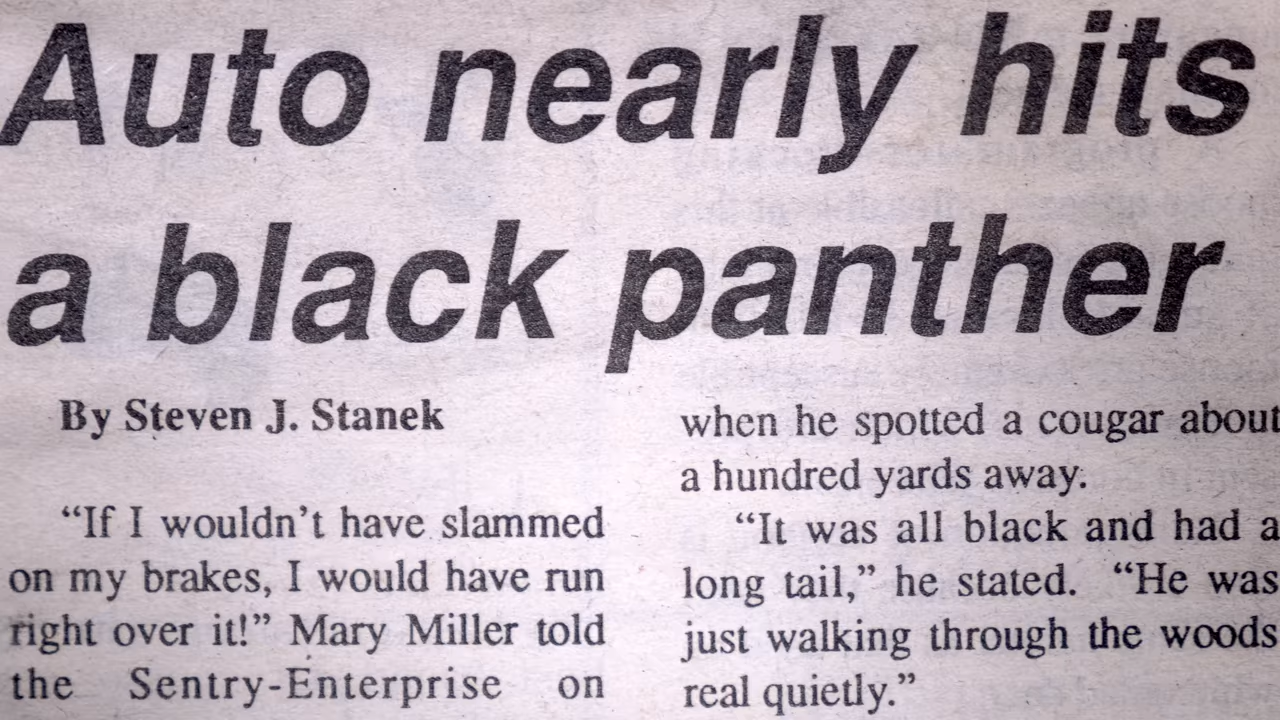 Auto nearly hits
a black panther
By Steven J. Stanek
“If I wouldn’t have slammed
on my brakes, I would have run
right over it!” Mary Miller told
the Sentry-Enterprise on
when he spotted a cougar about
a hundred yards away.
“It was all black and had a
long tail,” he stated. “He was
just walking through the woods
real quietly.”